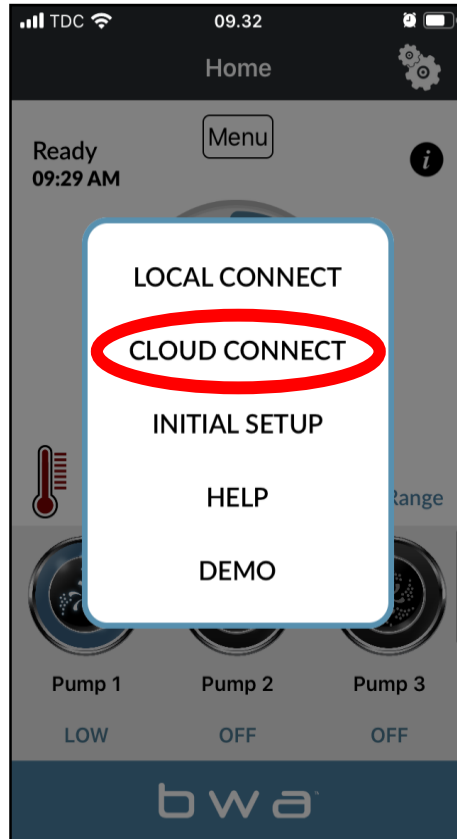 TDC 09.32
Home
Menu
Ready
09:29 AM
i
LOCAL CONNECT
CLOUD CONNECT
INITIAL SETUP
HELP
Range
DEMO
Pump 1 Pump 2 Pump 3
LOW OFF OFF
bwa